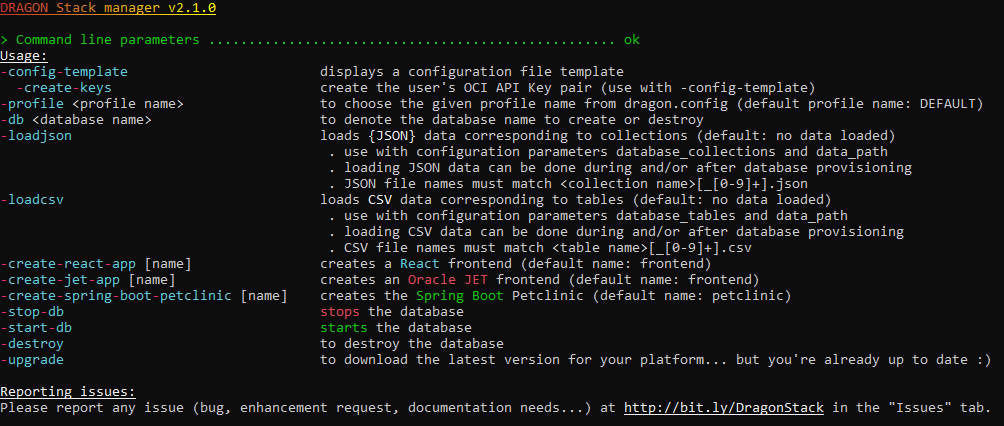 DRAGON Stack manager v2.1.0
> Command line parameters ................................................... ok
Usage:
-config-template                        displays a configuration file template
  -create-keys                          create the user's OCI API Key pair (use with -config-template)
-profile <profile name>                 to choose the given profile name from dragon.config (default profile name: DEFAULT)
-db <database name>                     to denote the database name to create or destroy
-loadjson                               loads {JSON} data corresponding to collections (default: no data loaded)
                                         . use with configuration parameters database_collections and data_path
                                         . loading JSON data can be done during and/or after database provisioning
                                         . JSON file names must match <collection name>[_[0-9]+].json
-loadcsv                                loads CSV data corresponding to tables (default: no data loaded)
                                         . use with configuration parameters database_tables and data_path
                                         . loading CSV data can be done during and/or after database provisioning
                                         . CSV file names must match <table name>[_[0-9]+].csv
-create-react-app [name]                creates a React frontend (default name: frontend)
-create-jet-app [name]                  creates an Oracle JET frontend (default name: frontend)
-create-spring-boot-petclinic [name]    creates the Spring Boot Petclinic (default name: petclinic)
-stop-db                                stops the database
-start-db                               starts the database
-destroy                                to destroy the database
-upgrade                                to download the latest version for your platform... but you're already up to date :)
Reporting issues:
Please report any issue (bug, enhancement request, documentation needs...) at http://bit.ly/DragonStack in the "Issues" tab.